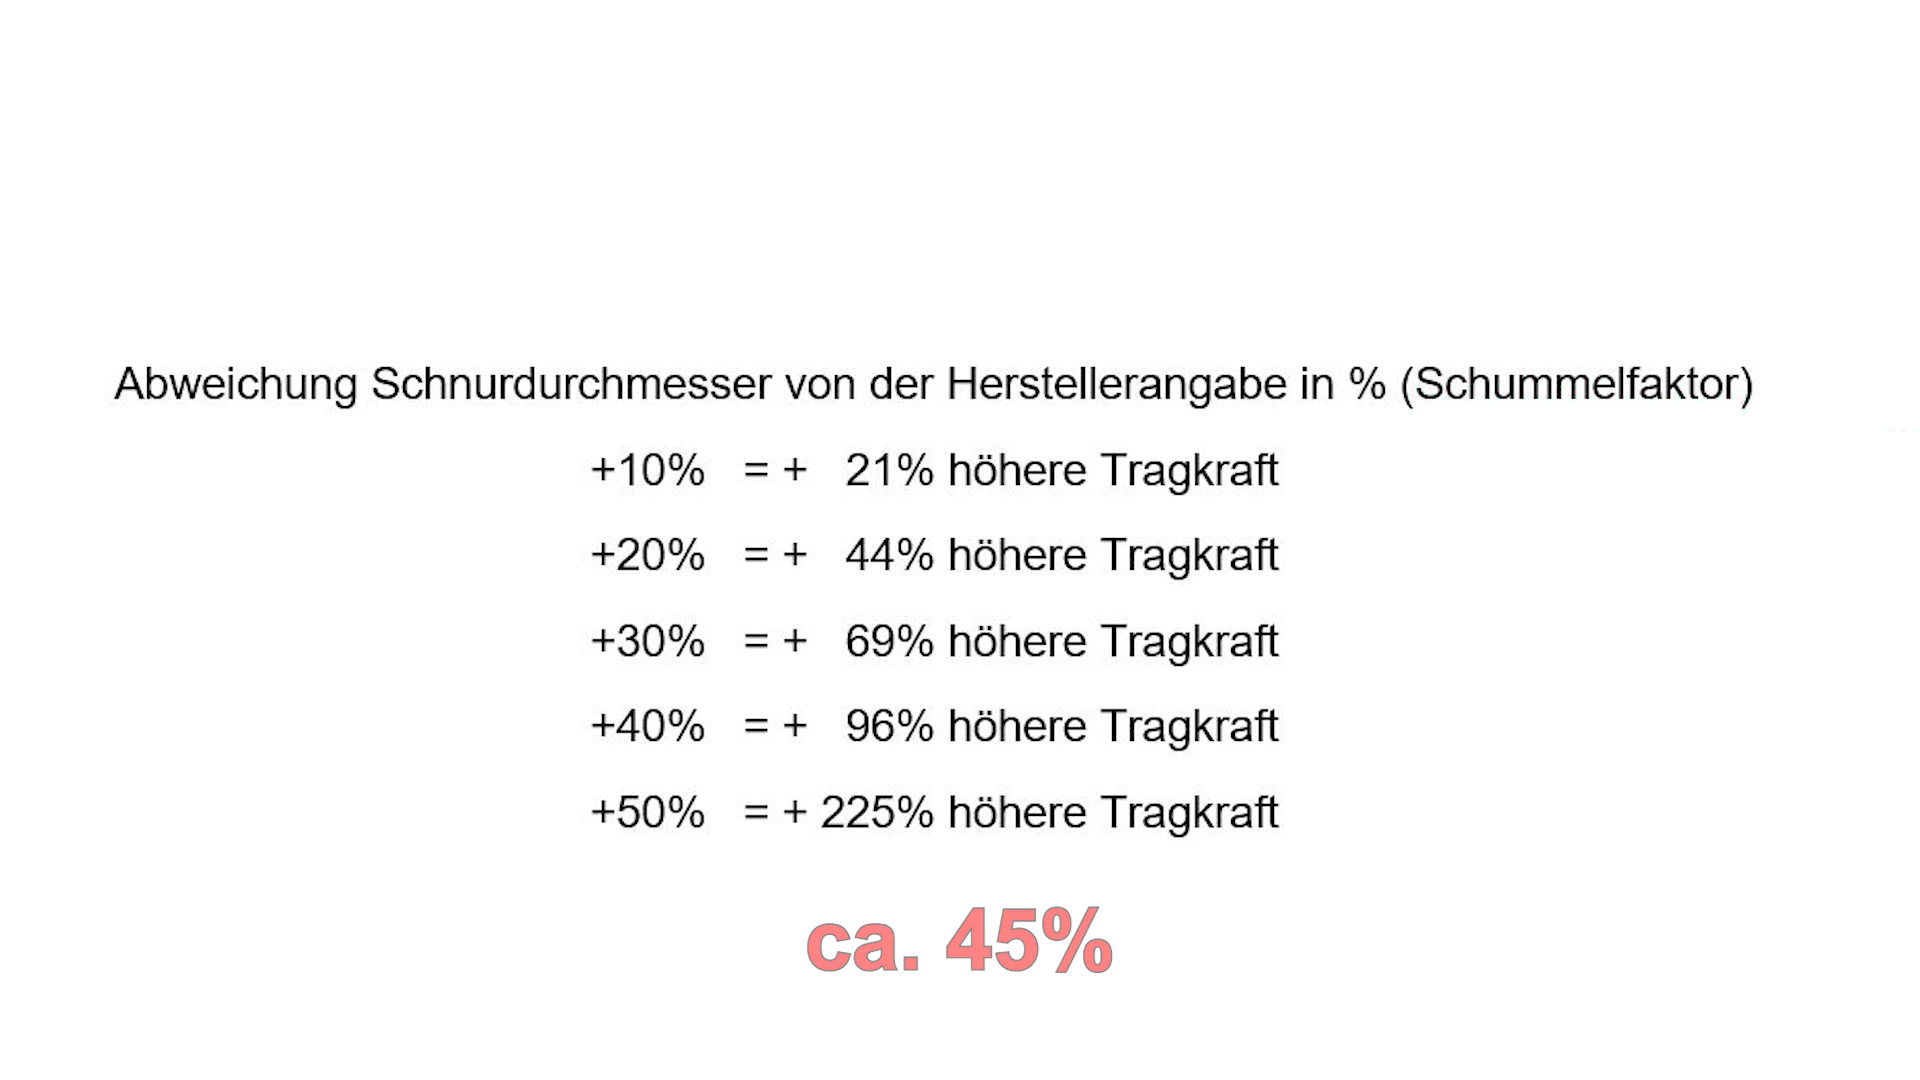 Abweichung Schnurdurchmesser von der Herstellerangabe in % (Schummelfaktor)
+10% = + 21% höhere Tragkraft
+20% = + 44% höhere Tragkraft
+30% = + 69% höhere Tragkraft
+40% = + 96% höhere Tragkraft
+50% = + 225% höhere Tragkraft
ca. 45%